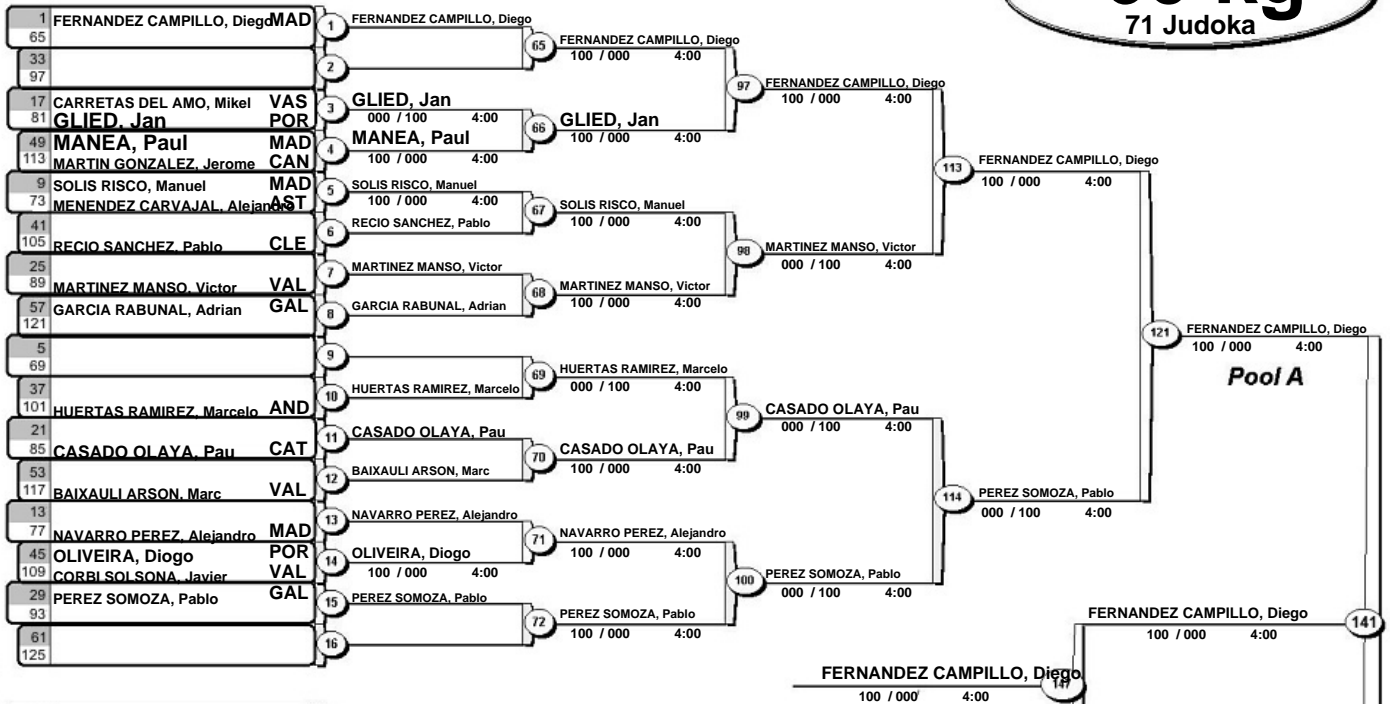 71 Judoka
1 FERNANDEZ CAMPILLO, Diego MAD
65
33
97
17 CARRETAS DEL AMO, Mikel VAS
81 GLIED, Jan POR
49 MANEA, Paul MAD
113 MARTIN GONZALEZ, Jerome CAN
9 SOLIS RISCO, Manuel MAD
73 MENENDEZ CARVAJAL, Alejandro AST
41
105 RECIO SANCHEZ, Pablo CLE
25
89 MARTINEZ MANSO, Victor VAL
57 GARCIA RABUNAL, Adrian GAL
121
5
69
37
101 HUERTAS RAMIREZ, Marcelo AND
21
85 CASADO OLAYA, Pau CAT
53
117 BAIXAULI ARSON, Marc VAL
13
77 NAVARRO PEREZ, Alejandro MAD
45 OLIVEIRA, Diogo POR
109 CORBI SOLSONA, Javier VAL
29 PEREZ SOMOZA, Pablo GAL
93
61
125
1 FERNANDEZ CAMPILLO, Diego
2
3 GLIED, Jan
000 / 100 4:00
4 MANEA, Paul
100 / 000 4:00
5 SOLIS RISCO, Manuel
100 / 000 4:00
6 RECIO SANCHEZ, Pablo
7 MARTINEZ MANSO, Victor
8 GARCIA RABUNAL, Adrian
9
10 HUERTAS RAMIREZ, Marcelo
11 CASADO OLAYA, Pau
12 BAIXAULI ARSON, Marc
13 NAVARRO PEREZ, Alejandro
14 OLIVEIRA, Diogo
100 / 000 4:00
15 PEREZ SOMOZA, Pablo
16
65 FERNANDEZ CAMPILLO, Diego
100 / 000 4:00
66 GLIED, Jan
100 / 000 4:00
67 SOLIS RISCO, Manuel
100 / 000 4:00
68 MARTINEZ MANSO, Victor
100 / 000 4:00
69 HUERTAS RAMIREZ, Marcelo
000 / 100 4:00
70 CASADO OLAYA, Pau
100 / 000 4:00
71 NAVARRO PEREZ, Alejandro
100 / 000 4:00
72 PEREZ SOMOZA, Pablo
100 / 000 4:00
97 FERNANDEZ CAMPILLO, Diego
100 / 000 4:00
98 MARTINEZ MANSO, Victor
000 / 100 4:00
99 CASADO OLAYA, Pau
000 / 100 4:00
100 PEREZ SOMOZA, Pablo
000 / 100 4:00
113 FERNANDEZ CAMPILLO, Diego
100 / 000 4:00
114 PEREZ SOMOZA, Pablo
000 / 100 4:00
121 FERNANDEZ CAMPILLO, Diego
100 / 000 4:00
Pool A
FERNANDEZ CAMPILLO, Diego
100 / 000 4:00
141
FERNANDEZ CAMPILLO, Diego
147
100 / 000 4:00